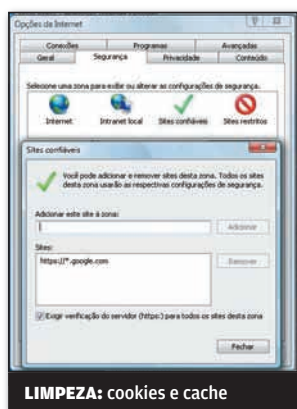 Opções da Internet
Conexões Programas Avançadas
Geral Segurança Privacidade Conteúdo
Selecione uma zona para exibir ou alterar as configurações de segurança.
Internet Intranet local Sites confiáveis Sites restritos
Sites confiáveis
Você pode adicionar e remover sites desta zona. Todos os sites
desta zona usarão as respectivas configurações de segurança.
Adicionar este site à zona:
Adicionar
Sites:
https://*.google.com
Remover
Exigir verificação do servidor (https:) para todos os sites desta zona
Fechar
LIMPEZA: cookies e cache